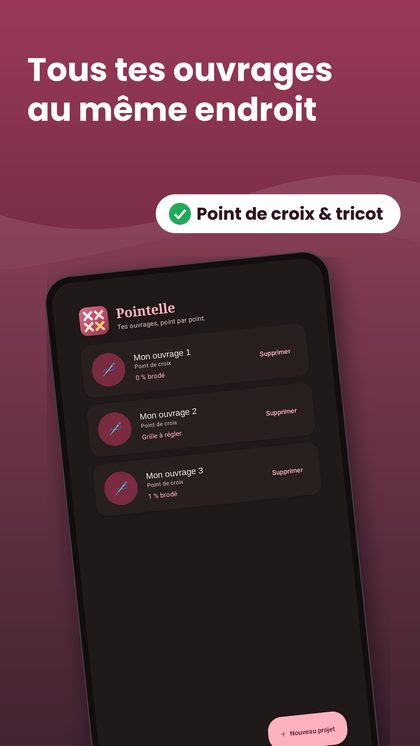 Tous tes ouvrages
au même endroit
Point de croix & tricot
Pointelle
Tes ouvrages, point par point.
Mon ouvrage 1
Point de croix
0 % brodé
Supprimer
Mon ouvrage 2
Point de croix
Grille à régler
Supprimer
Mon ouvrage 3
Point de croix
1 % brodé
Supprimer
+ Nouveau projet